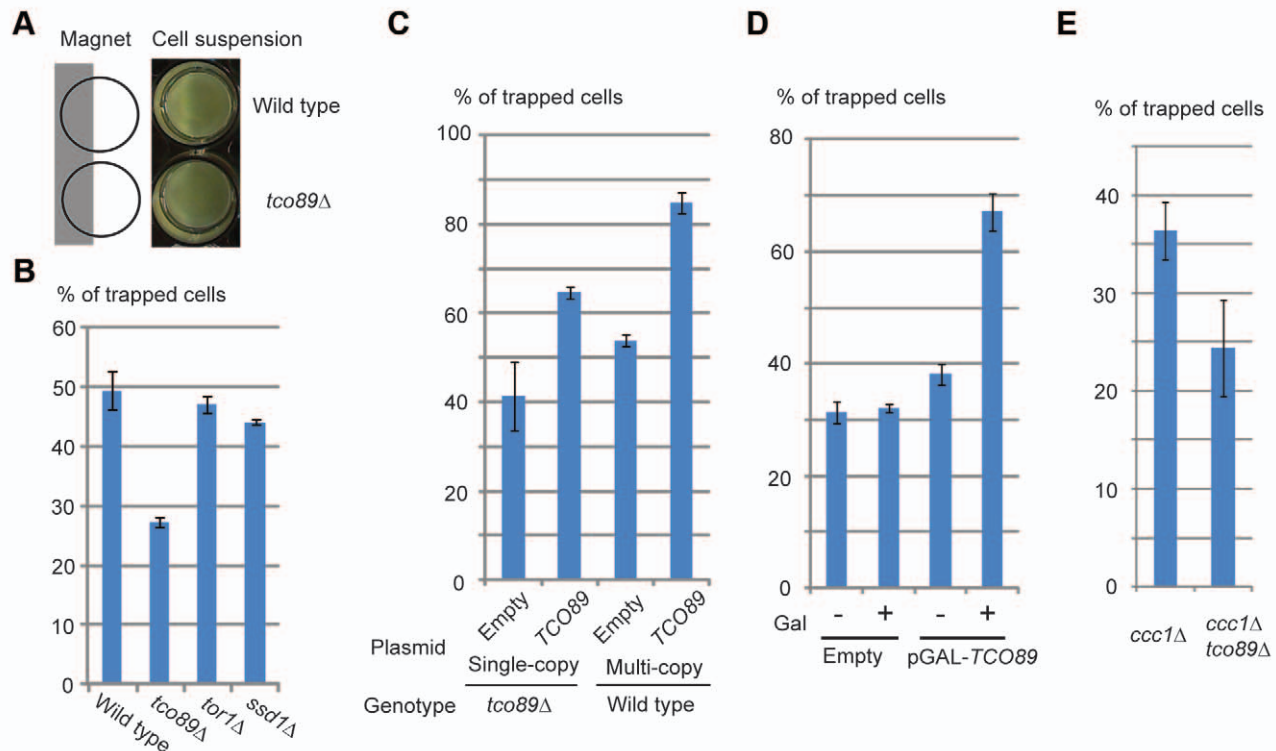 A
Magnet Cell suspension
Wild type
tco89Δ
B
% of trapped cells
60
50
40
30
20
10
0
Wild type tco89Δ tor1Δ ssd1Δ
C
% of trapped cells
100
80
60
40
20
0
Empty TCO89 Empty TCO89
Plasmid
Single-copy Multi-copy
Genotype tco89Δ Wild type
D
% of trapped cells
80
60
40
20
0
Gal - + - +
Empty pGAL-TCO89
E
% of trapped cells
40
30
20
10
0
ccc1Δ ccc1Δ
tco89Δ